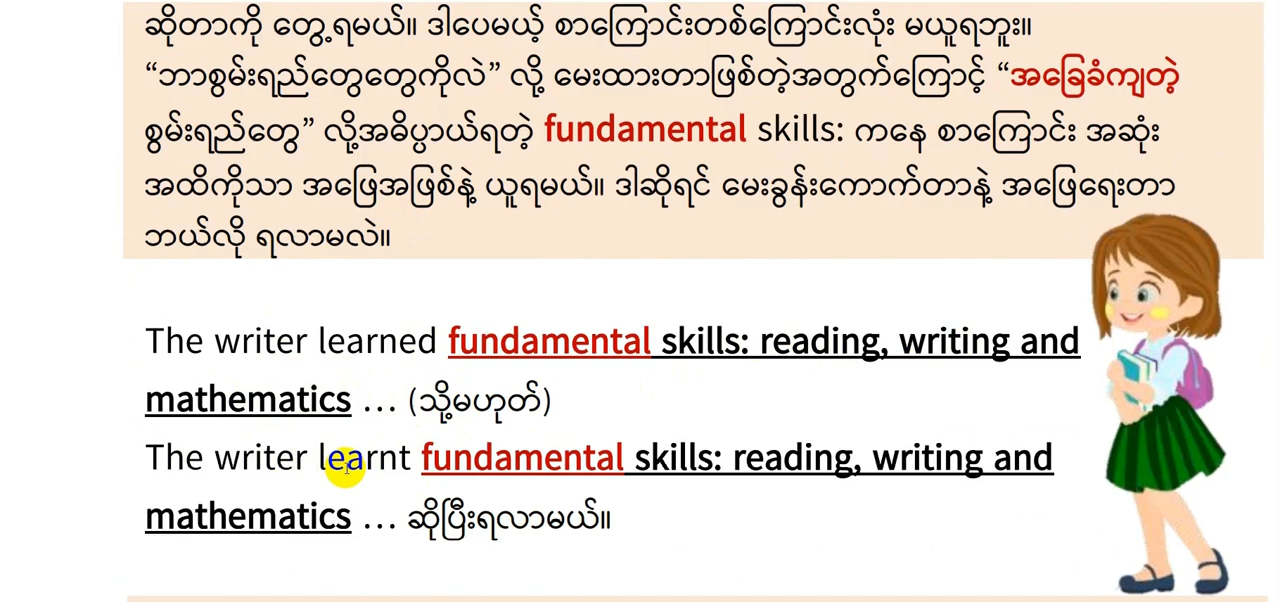 ဆိုတာကို တွေ့ရမယ်။ ဒါပေမယ့် စာကြောင်းတစ်ကြောင်းလုံး မယူရဘူး။
“ဘာစွမ်းရည်တွေတွေကိုလဲ” လို့ မေးထားတာဖြစ်တဲ့အတွက်ကြောင့် “အခြေခံကျတဲ့
စွမ်းရည်တွေ” လို့အဓိပ္ပာယ်ရတဲ့ fundamental skills: ကနေ စာကြောင်း အဆုံး
အထိကိုသာ အဖြေအဖြစ်နဲ့ ယူရမယ်။ ဒါဆိုရင် မေးခွန်းကောက်တာနဲ့ အဖြေရေးတာ
ဘယ်လို ရလာမလဲ။
The writer learned fundamental skills: reading, writing and
mathematics … (သို့မဟုတ်)
The writer learnt fundamental skills: reading, writing and
mathematics … ဆိုပြီးရလာမယ်။